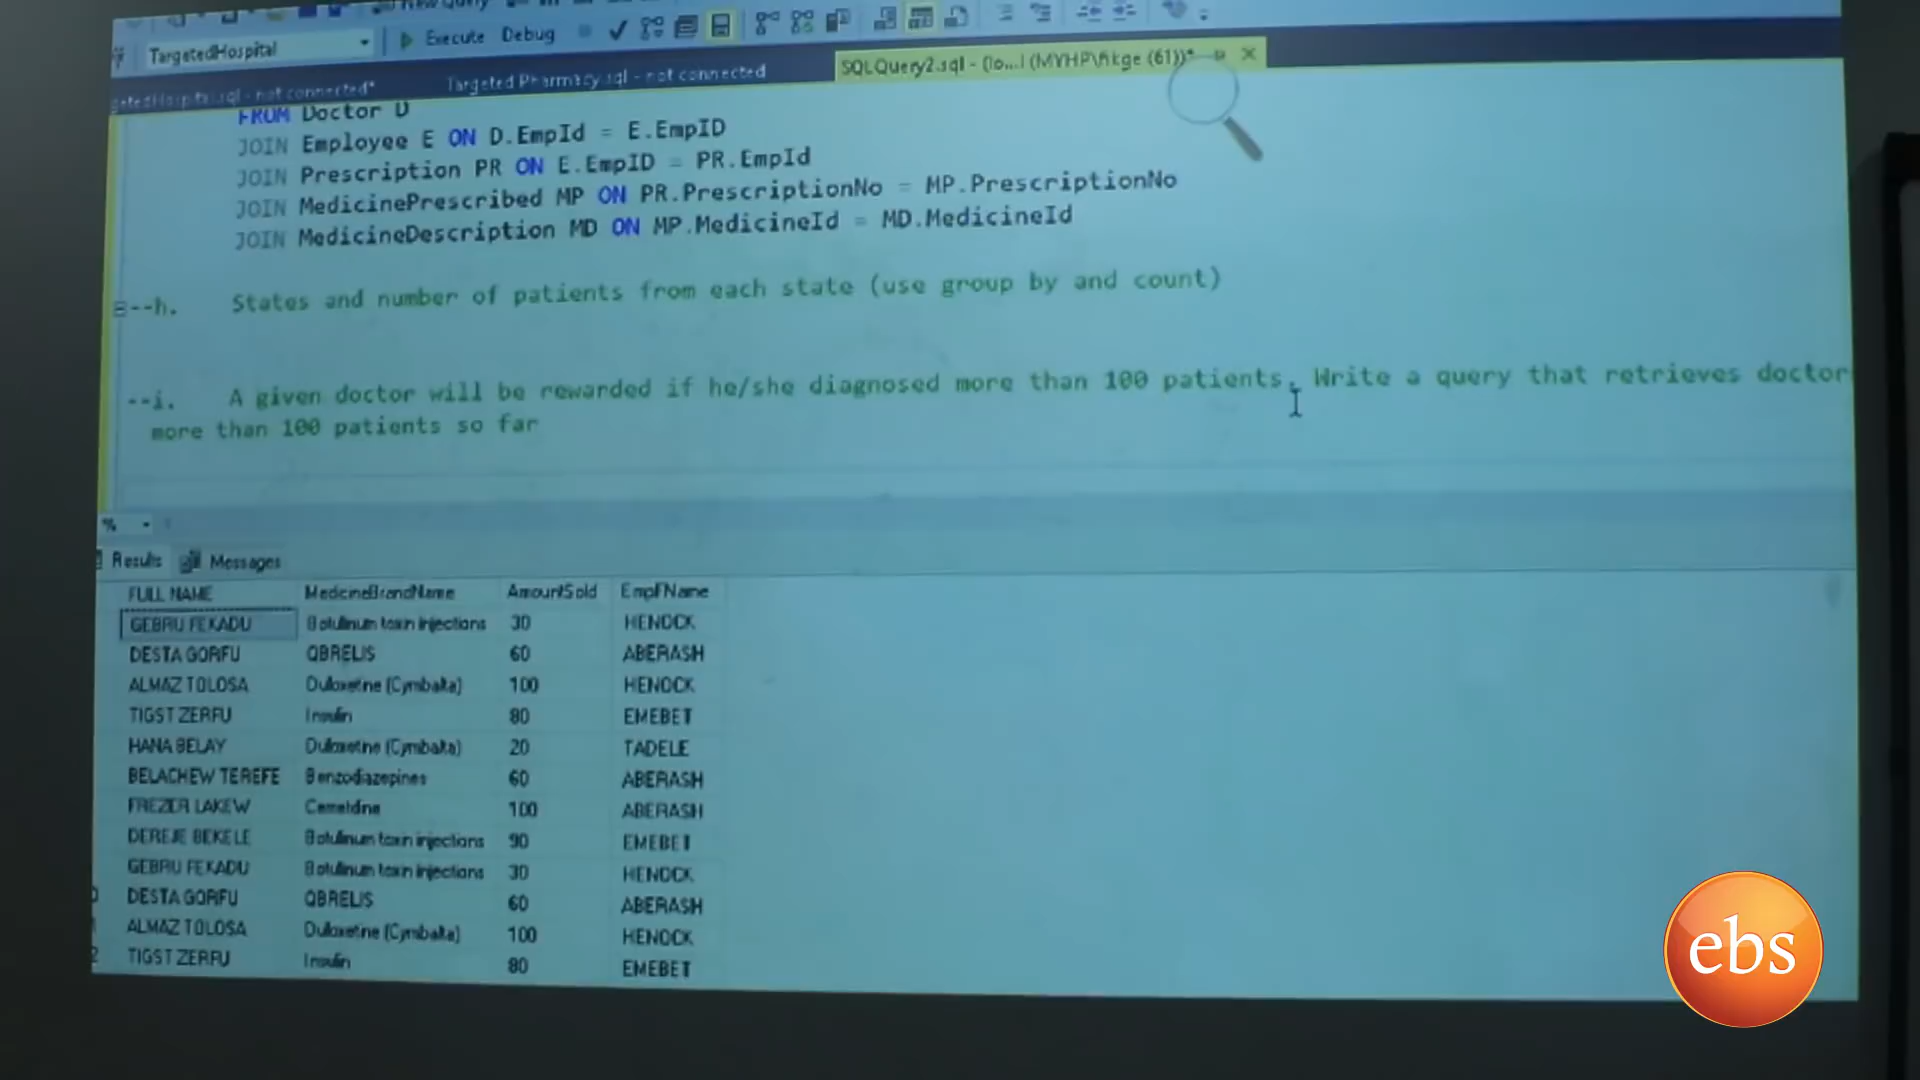 TargetedHospital
Execute Debug
getedHospital.sql - not connected*
Targeted Pharmacy.sql - not connected
SQLQuery2.sql - (lo...l (MYHP\fikge (61))*
FROM Doctor D
JOIN Employee E ON D.EmpId = E.EmpID
JOIN Prescription PR ON E.EmpID = PR.EmpId
JOIN MedicinePrescribed MP ON PR.PrescriptionNo = MP.PrescriptionNo
JOIN MedicineDescription MD ON MP.MedicineId = MD.MedicineId
--h. States and number of patients from each state (use group by and count)
--i. A given doctor will be rewarded if he/she diagnosed more than 100 patients. Write a query that retrieves doctor
more than 100 patients so far
%
Results Messages
FULL NAME MedicineBrandName AmountSold EmpFName
GEBRU FEKADU Botulinum toxin injections 30 HENOCK
DESTA GORFU QBRELIS 60 ABERASH
ALMAZ TOLOSA Duloxetine (Cymbalta) 100 HENOCK
TIGST ZERFU Insulin 80 EMEBET
HANA BELAY Duloxetine (Cymbalta) 20 TADELE
BELACHEW TEREFE Benzodiazepines 60 ABERASH
FREZER LAKEW 100 ABERASH
DEREJE BEKELE Botulinum toxin injections 90 EMEBET
GEBRU FEKADU Botulinum toxin injections 30 HENOCK
DESTA GORFU QBRELIS 60 ABERASH
ALMAZ TOLOSA Duloxetine (Cymbalta) 100 HENOCK
TIGST ZERFU Insulin 80 EMEBET
ebs